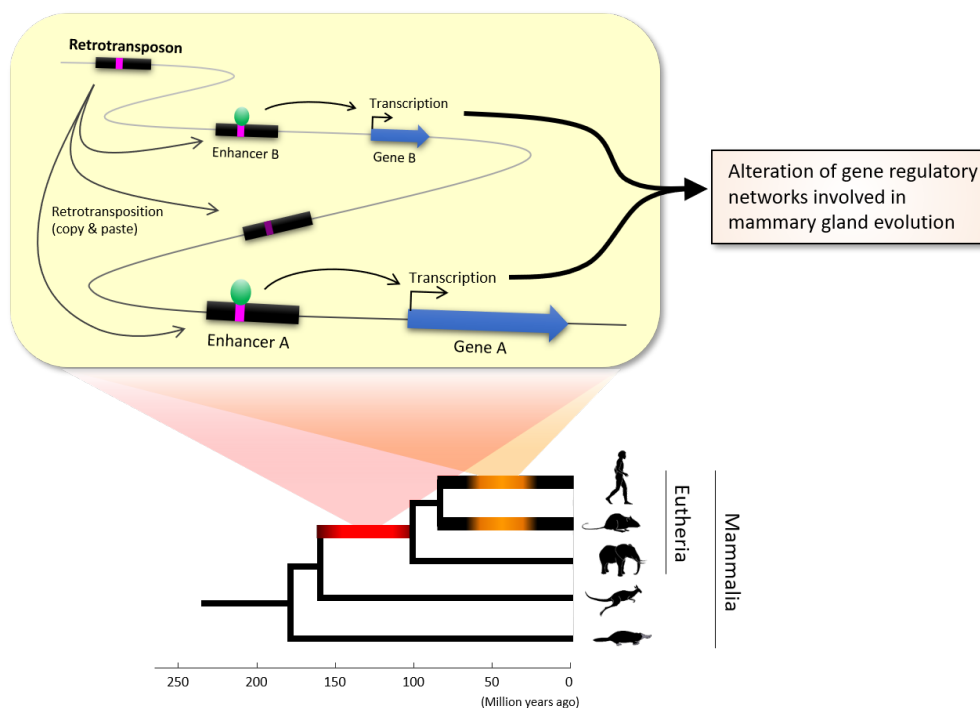 Retrotransposon
Transcription
Enhancer B
Gene B
Retrotransposition
(copy & paste)
Transcription
Enhancer A
Gene A
Alteration of gene regulatory
networks involved in
mammary gland evolution
Eutheria
Mammalia
250 200 150 100 50 0
(Million years ago)